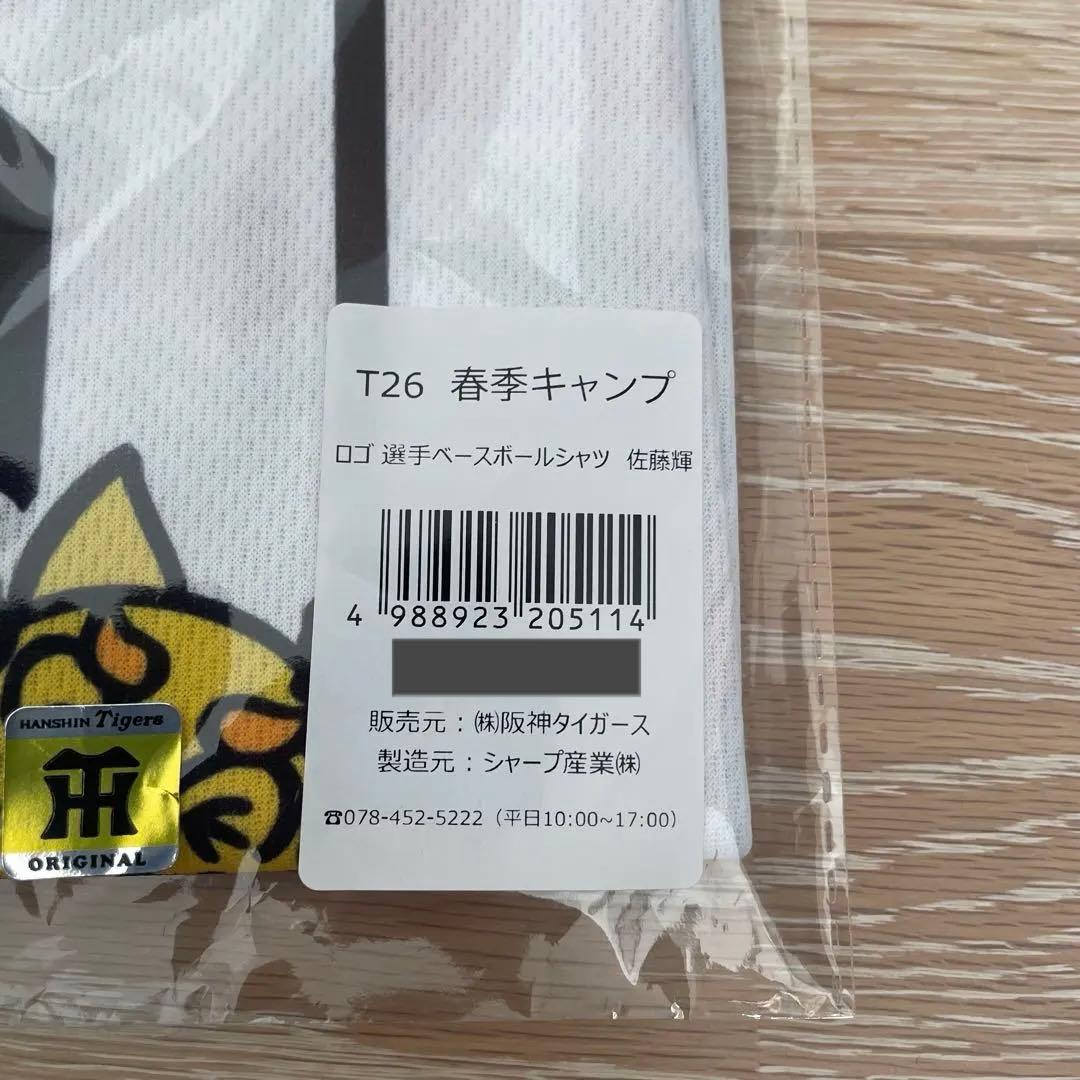 T26 春季キャンプ
ロゴ 選手ベースボールシャツ 佐藤輝
4 988923 205114
販売元：㈱阪神タイガース
製造元：シャープ産業㈱
☎078-452-5222（平日10:00~17:00）
HANSHIN Tigers
HT
ORIGINAL